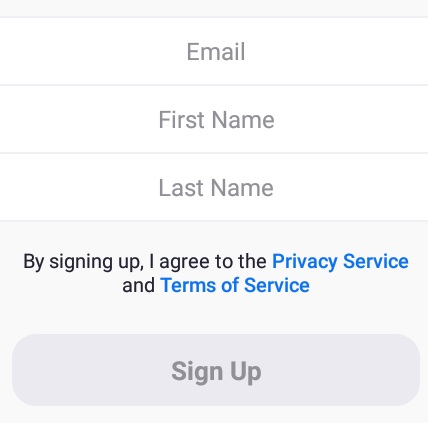 Email
First Name
Last Name
By signing up, I agree to the Privacy Service
and Terms of Service
Sign Up